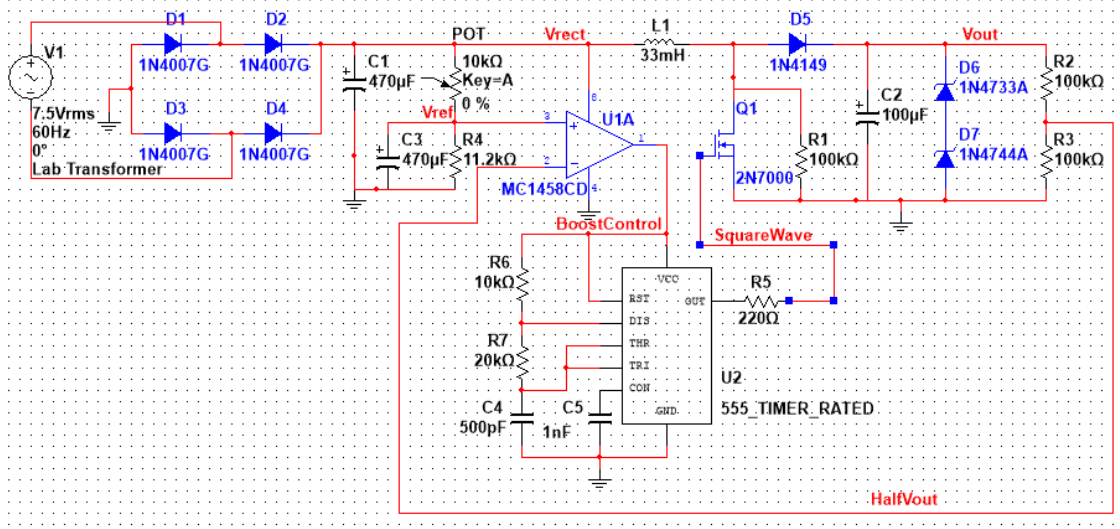 V1
7.5Vrms
60Hz
0°
Lab Transformer
D1
1N4007G
D2
1N4007G
D3
1N4007G
D4
1N4007G
C1
470µF
POT
10kΩ
Key=A
0 %
Vref
C3
470µF
R4
11.2kΩ
Vrect
U1A
3
2
8
4
1
MC1458CD
L1
33mH
D5
1N4149
Q1
2N7000
R1
100kΩ
C2
100µF
Vout
D6
1N4733A
D7
1N4744A
R2
100kΩ
R3
100kΩ
BoostControl
SquareWave
R6
10kΩ
R7
20kΩ
C4
500pF
C5
1nF
VCC
RST
OUT
DIS
THR
TRI
CON
GND
R5
220Ω
U2
555_TIMER_RATED
HalfVout